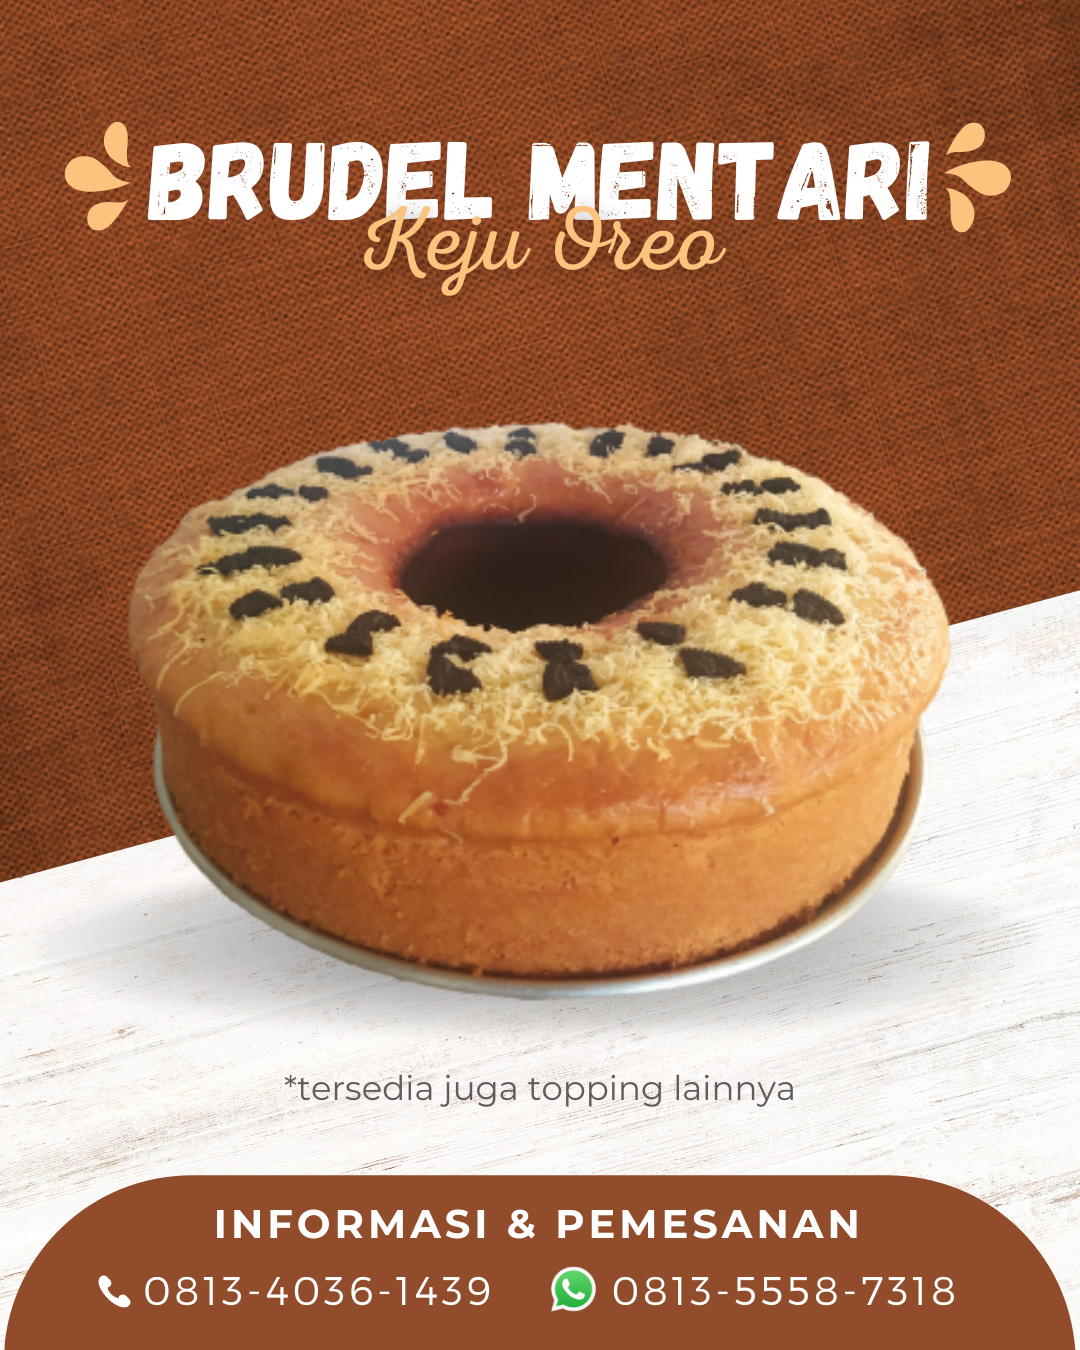 BRUDEL MENTARI
Keju Oreo
*tersedia juga topping lainnya
INFORMASI & PEMESANAN
0813-4036-1439 0813-5558-7318